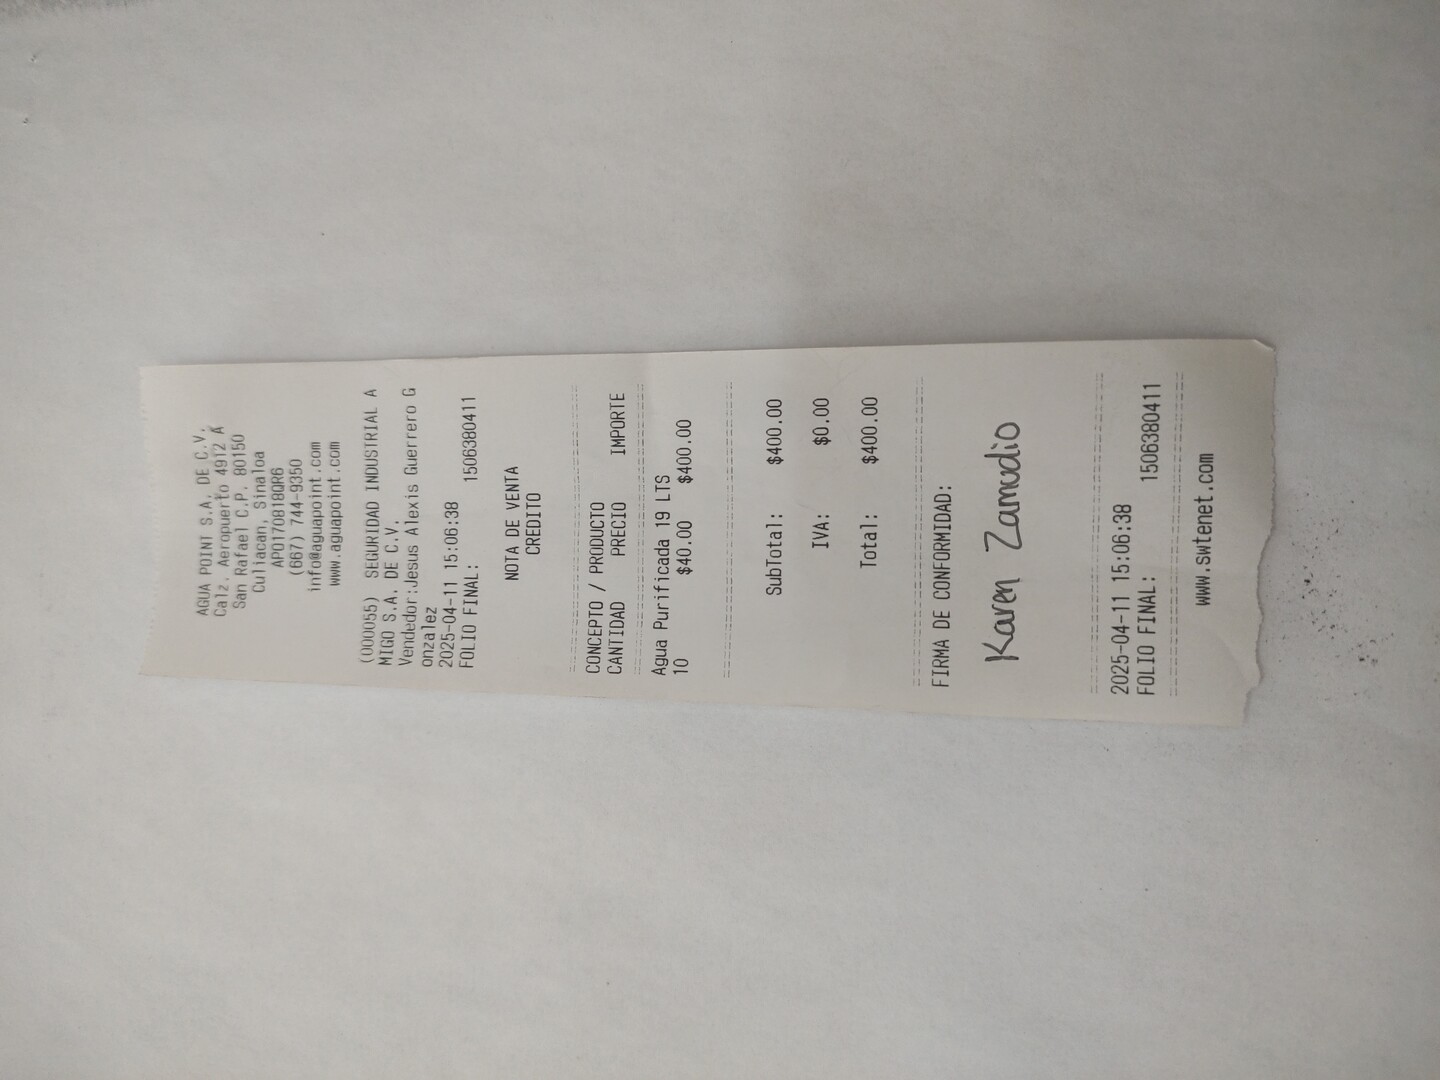 AGUA POINT S.A. DE C.V.
Calz. Aeropuerto 4912 A
San Rafael C.P. 80150
Culiacan, Sinaloa
APO170818QR6
(667) 744-9350
info@aguapoint.com
www.aguapoint.com
(000055) SEGURIDAD INDUSTRIAL A
MIGO S.A. DE C.V.
Vendedor:Jesus Alexis Guerrero G
onzalez
2025-04-11 15:06:38
FOLIO FINAL: 1506380411
NOTA DE VENTA
CREDITO
CONCEPTO / PRODUCTO
CANTIDAD PRECIO IMPORTE
Agua Purificada 19 LTS
10 $40.00 $400.00
SubTotal: $400.00
IVA: $0.00
Total: $400.00
FIRMA DE CONFORMIDAD:
Karen Zamudio
2025-04-11 15:06:38
FOLIO FINAL: 1506380411
www.swtenet.com